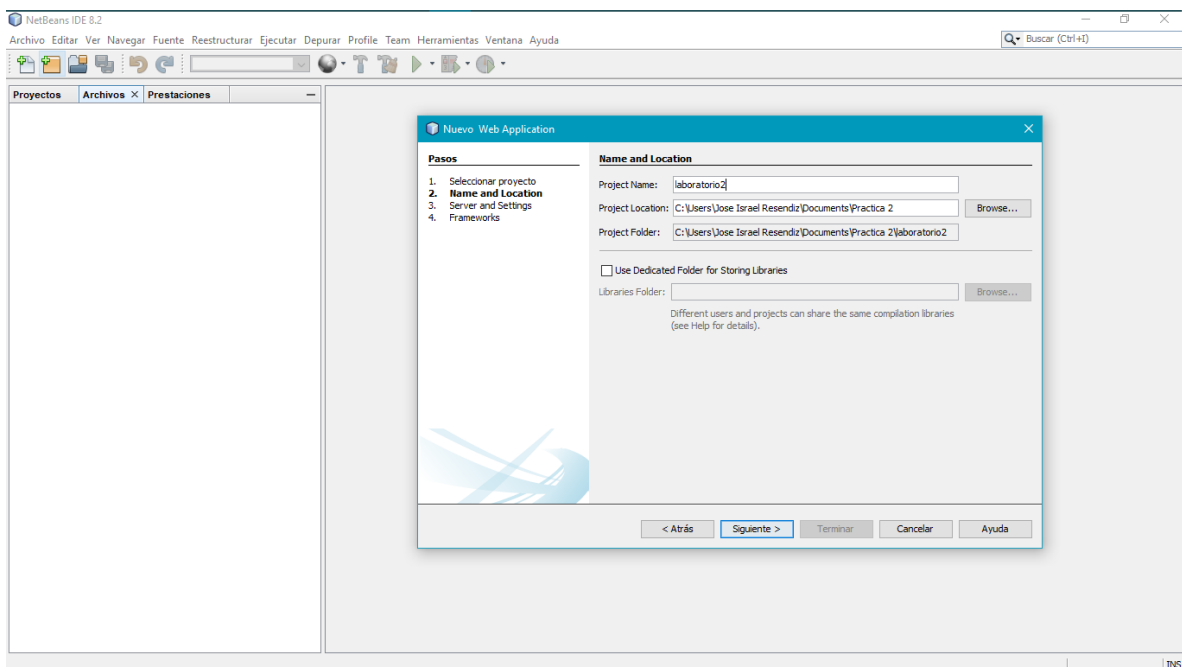 NetBeans IDE 8.2
Archivo Editar Ver Navegar Fuente Reestructurar Ejecutar Depurar Profile Team Herramientas Ventana Ayuda
Buscar (Ctrl+I)
Proyectos Archivos Prestaciones
Nuevo Web Application
Pasos
1. Seleccionar proyecto
2. Name and Location
3. Server and Settings
4. Frameworks
Name and Location
Project Name: laboratorio2
Project Location: C:\Users\Jose Israel Resendiz\Documents\Practica 2 Browse...
Project Folder: C:\Users\Jose Israel Resendiz\Documents\Practica 2\laboratorio2
Use Dedicated Folder for Storing Libraries
Libraries Folder: Browse...
Different users and projects can share the same compilation libraries
(see Help for details).
< Atrás Siguiente > Terminar Cancelar Ayuda
INS